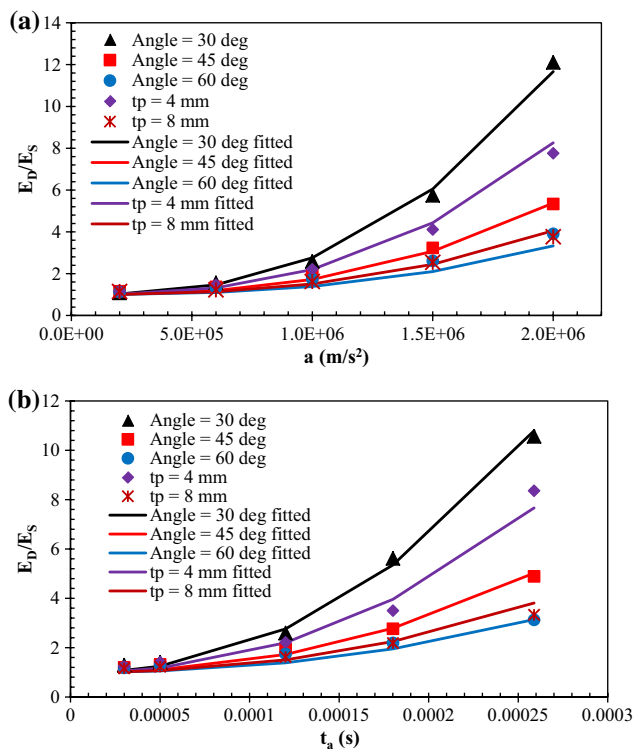 (a)
14
12
10
8
6
4
2
0
E_D/E_S
Angle = 30 deg
Angle = 45 deg
Angle = 60 deg
tp = 4 mm
tp = 8 mm
Angle = 30 deg fitted
Angle = 45 deg fitted
Angle = 60 deg fitted
tp = 4 mm fitted
tp = 8 mm fitted
0.0E+00 5.0E+05 1.0E+06 1.5E+06 2.0E+06
a (m/s²)
(b)
12
10
8
6
4
2
0
E_D/E_S
Angle = 30 deg
Angle = 45 deg
Angle = 60 deg
tp = 4 mm
tp = 8 mm
Angle = 30 deg fitted
Angle = 45 deg fitted
Angle = 60 deg fitted
tp = 4 mm fitted
tp = 8 mm fitted
0 0.00005 0.0001 0.00015 0.0002 0.00025 0.0003
t_a (s)